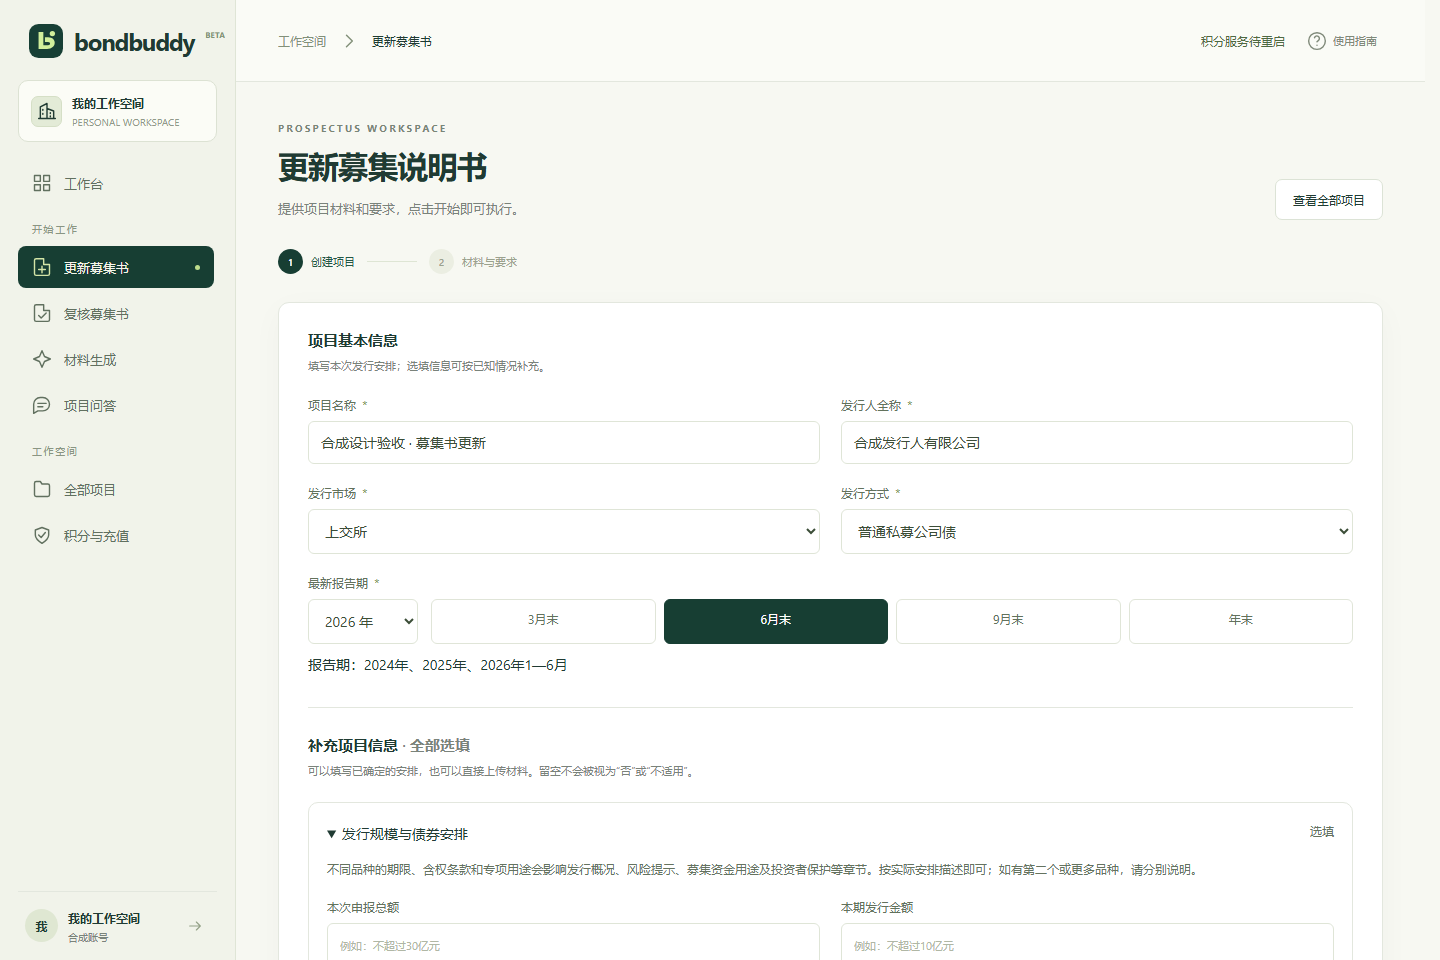 bondbuddy BETA
我的工作空间
PERSONAL WORKSPACE
工作台
开始工作
更新募集书
复核募集书
材料生成
项目问答
工作空间
全部项目
积分与充值
我 我的工作空间
合成账号
工作空间 更新募集书 积分服务待重启 使用指南
PROSPECTUS WORKSPACE
更新募集说明书
提供项目材料和要求，点击开始即可执行。
查看全部项目
1 创建项目 2 材料与要求
项目基本信息
填写本次发行安排；选填信息可按已知情况补充。
项目名称 * 发行人全称 *
合成设计验收 · 募集书更新 合成发行人有限公司
发行市场 * 发行方式 *
上交所 普通私募公司债
最新报告期 *
2026 年 3月末 6月末 9月末 年末
报告期：2024年、2025年、2026年1—6月
补充项目信息 · 全部选填
可以填写已确定的安排，也可以直接上传材料。留空不会被视为“否”或“不适用”。
▼ 发行规模与债券安排 选填
不同品种的期限、含权条款和专项用途会影响发行概况、风险提示、募集资金用途及投资者保护等章节。按实际安排描述即可；如有第二个或更多品种，请分别说明。
本次申报总额 本期发行金额
例如：不超过30亿元 例如：不超过10亿元